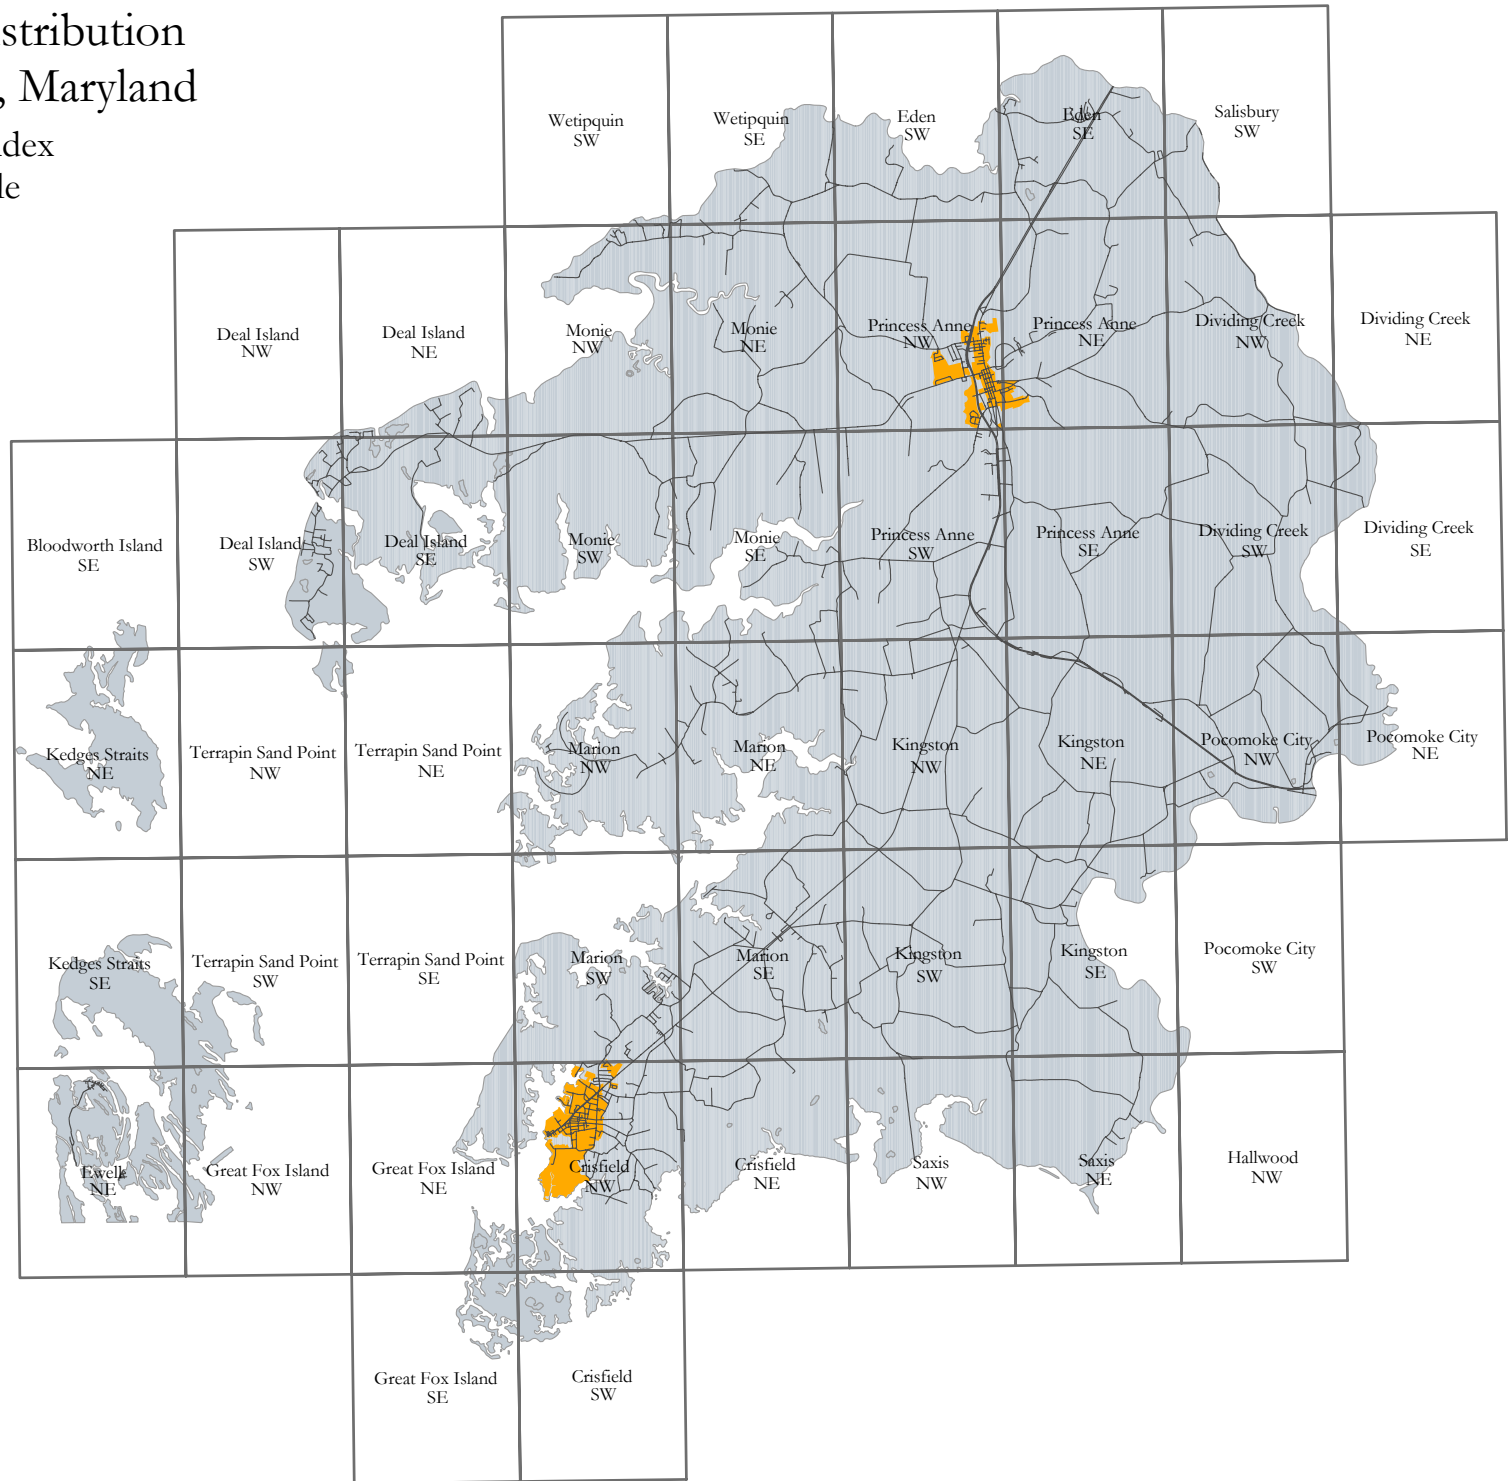 stribution
, Maryland
ndex
le
Wetipquin
SW
Wetipquin
SE
Eden
SW
Eden
SE
Salisbury
SW
Deal Island
NW
Deal Island
NE
Monie
NW
Monie
NE
Princess Anne
NW
Princess Anne
NE
Dividing Creek
NW
Dividing Creek
NE
Bloodworth Island
SE
Deal Island
SW
Deal Island
SE
Monie
SW
Monie
SE
Princess Anne
SW
Princess Anne
SE
Dividing Creek
SW
Dividing Creek
SE
Kedges Straits
NE
Terrapin Sand Point
NW
Terrapin Sand Point
NE
Marion
NW
Marion
NE
Kingston
NW
Kingston
NE
Pocomoke City
NW
Pocomoke City
NE
Kedges Straits
SE
Terrapin Sand Point
SW
Terrapin Sand Point
SE
Marion
SW
Marion
SE
Kingston
SW
Kingston
SE
Pocomoke City
SW
Ewell
NE
Great Fox Island
NW
Great Fox Island
NE
Crisfield
NW
Crisfield
NE
Saxis
NW
Saxis
NE
Hallwood
NW
Great Fox Island
SE
Crisfield
SW